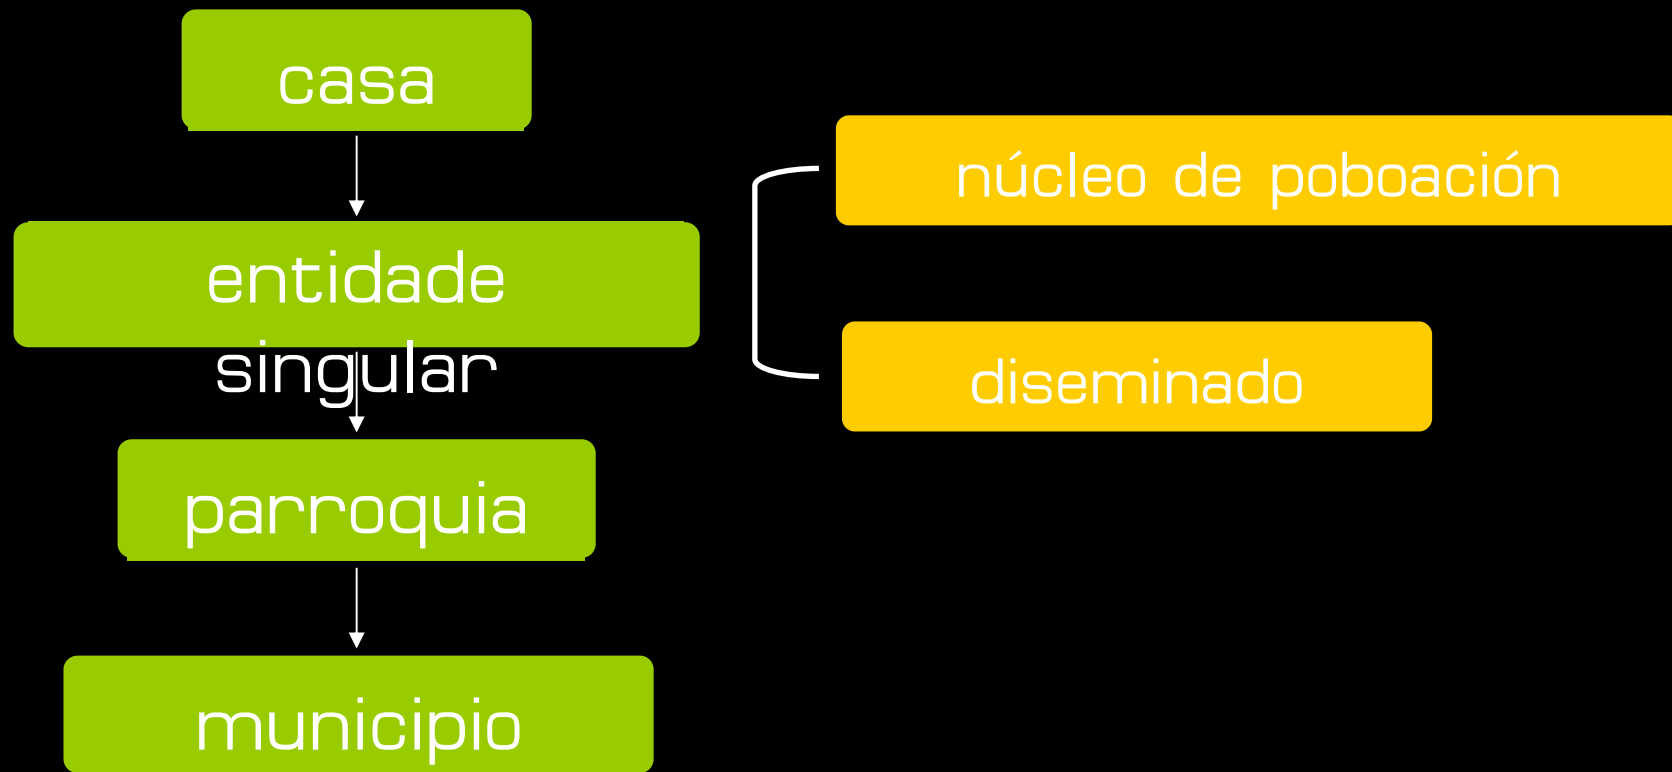 casa
entidade
singular
parroquia
municipio
núcleo de poboación
diseminado